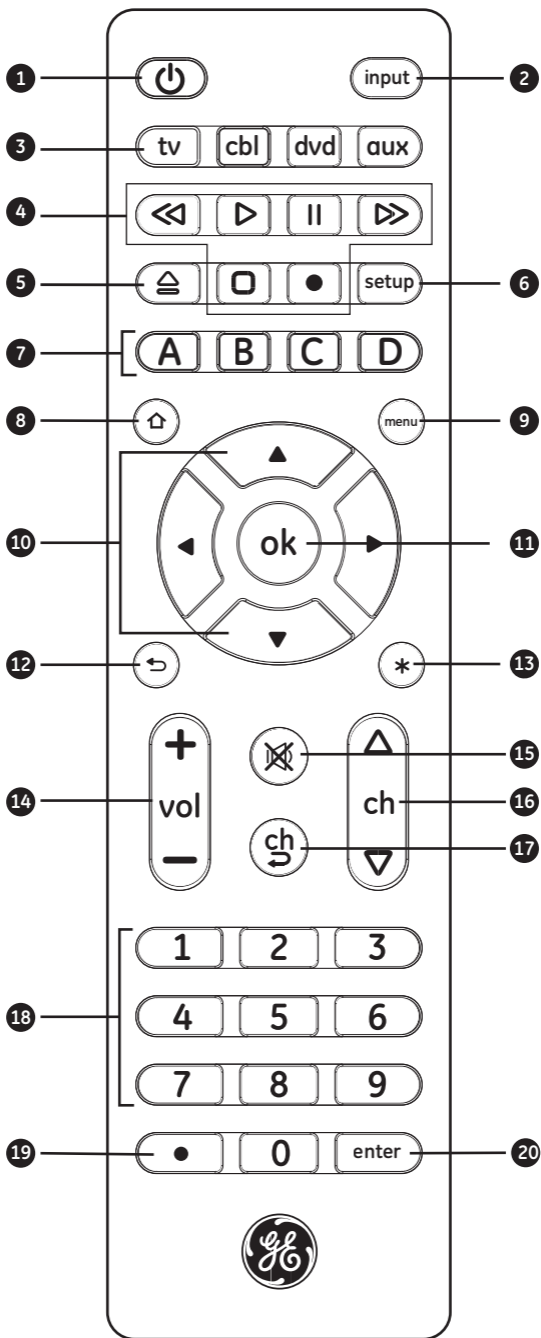 1 input 2
3 tv cbl dvd aux
4
5 setup 6
7 A B C D
8 menu 9
10 ok 11
12 * 13
+ 15
14 vol ch 16
− ch 17
1 2 3
18 4 5 6
7 8 9
19 • 0 enter 20
GE